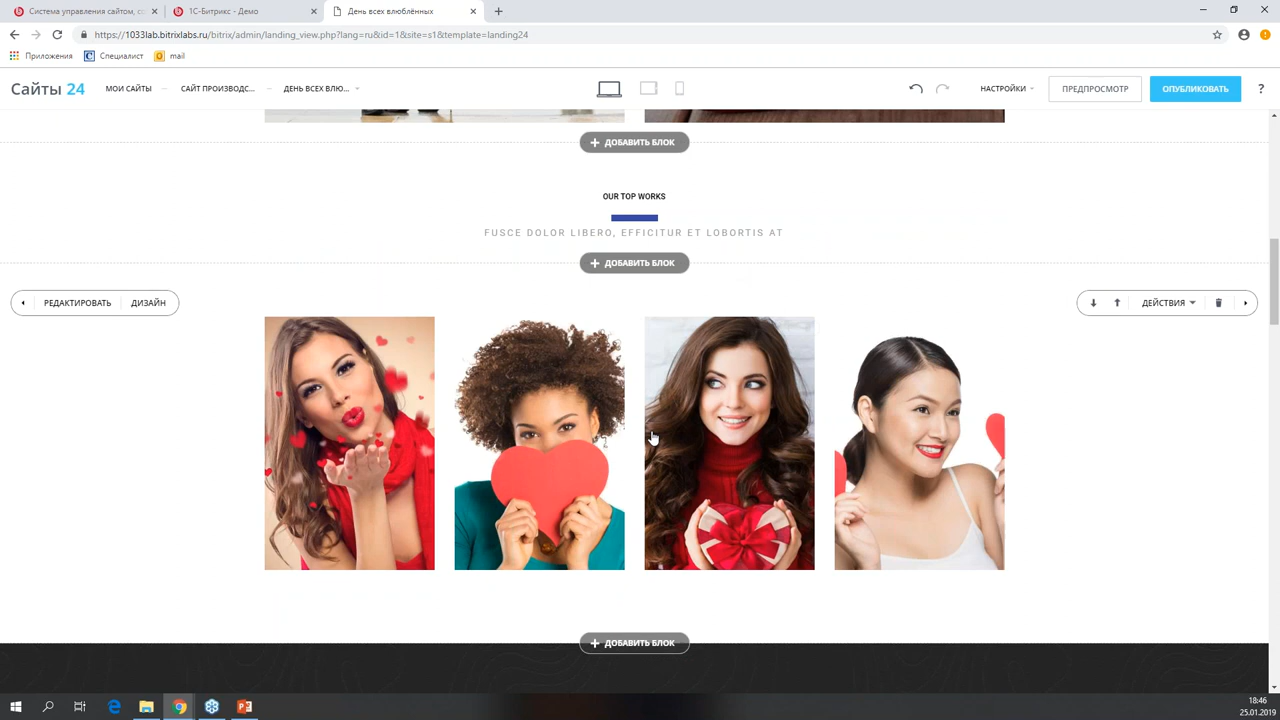 Система управления сайтом, со
1С-Битрикс - Демо
День всех влюблённых
https://1033lab.bitrixlabs.ru/bitrix/admin/landing_view.php?lang=ru&id=1&site=s1&template=landing24
Приложения
Специалист
mail
Сайты 24
МОИ САЙТЫ
САЙТ ПРОИЗВОДС...
ДЕНЬ ВСЕХ ВЛЮ...
НАСТРОЙКИ
ПРЕДПРОСМОТР
ОПУБЛИКОВАТЬ
?
ДОБАВИТЬ БЛОК
OUR TOP WORKS
FUSCE DOLOR LIBERO, EFFICITUR ET LOBORTIS AT
ДОБАВИТЬ БЛОК
РЕДАКТИРОВАТЬ
ДИЗАЙН
ДЕЙСТВИЯ
ДОБАВИТЬ БЛОК
18:46
25.01.2019